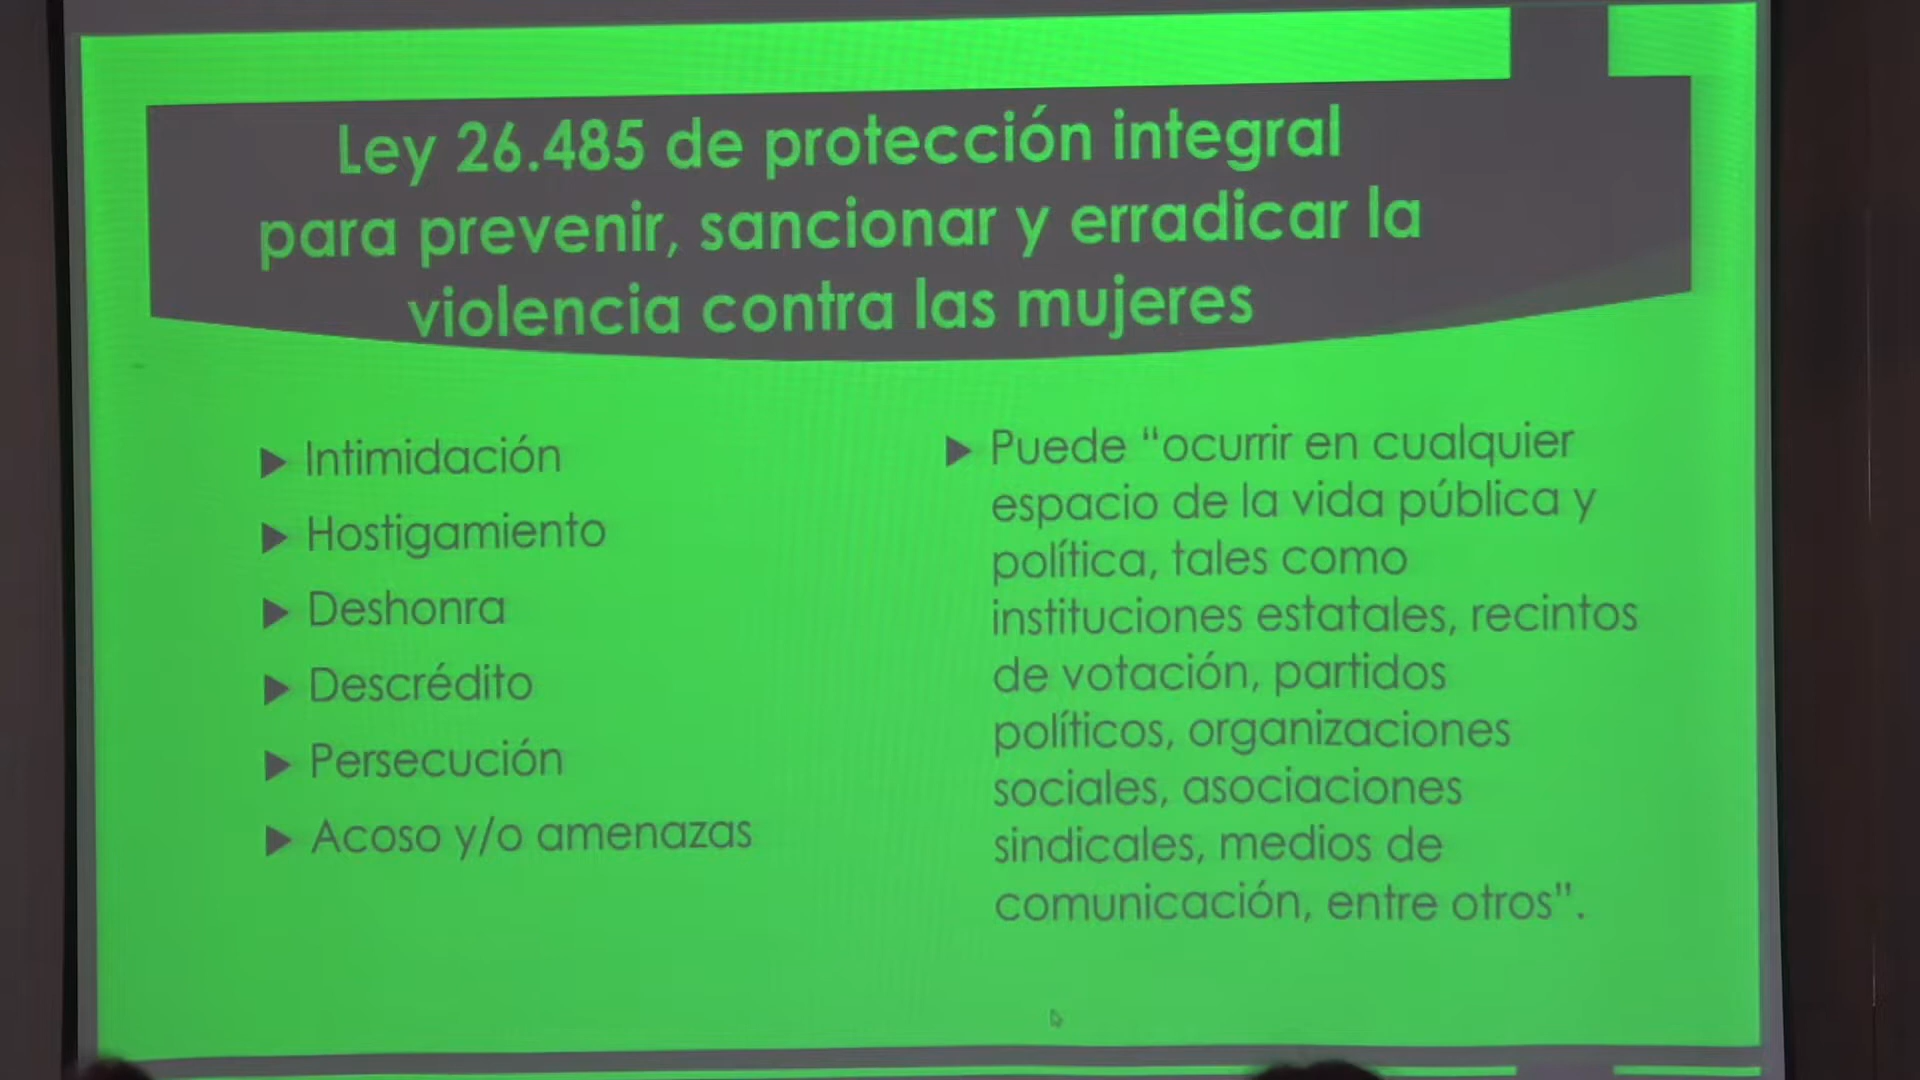 Ley 26.485 de protección integral
para prevenir, sancionar y erradicar la
violencia contra las mujeres
Intimidación
Hostigamiento
Deshonra
Descrédito
Persecución
Acoso y/o amenazas
Puede "ocurrir en cualquier
espacio de la vida pública y
política, tales como
instituciones estatales, recintos
de votación, partidos
políticos, organizaciones
sociales, asociaciones
sindicales, medios de
comunicación, entre otros".